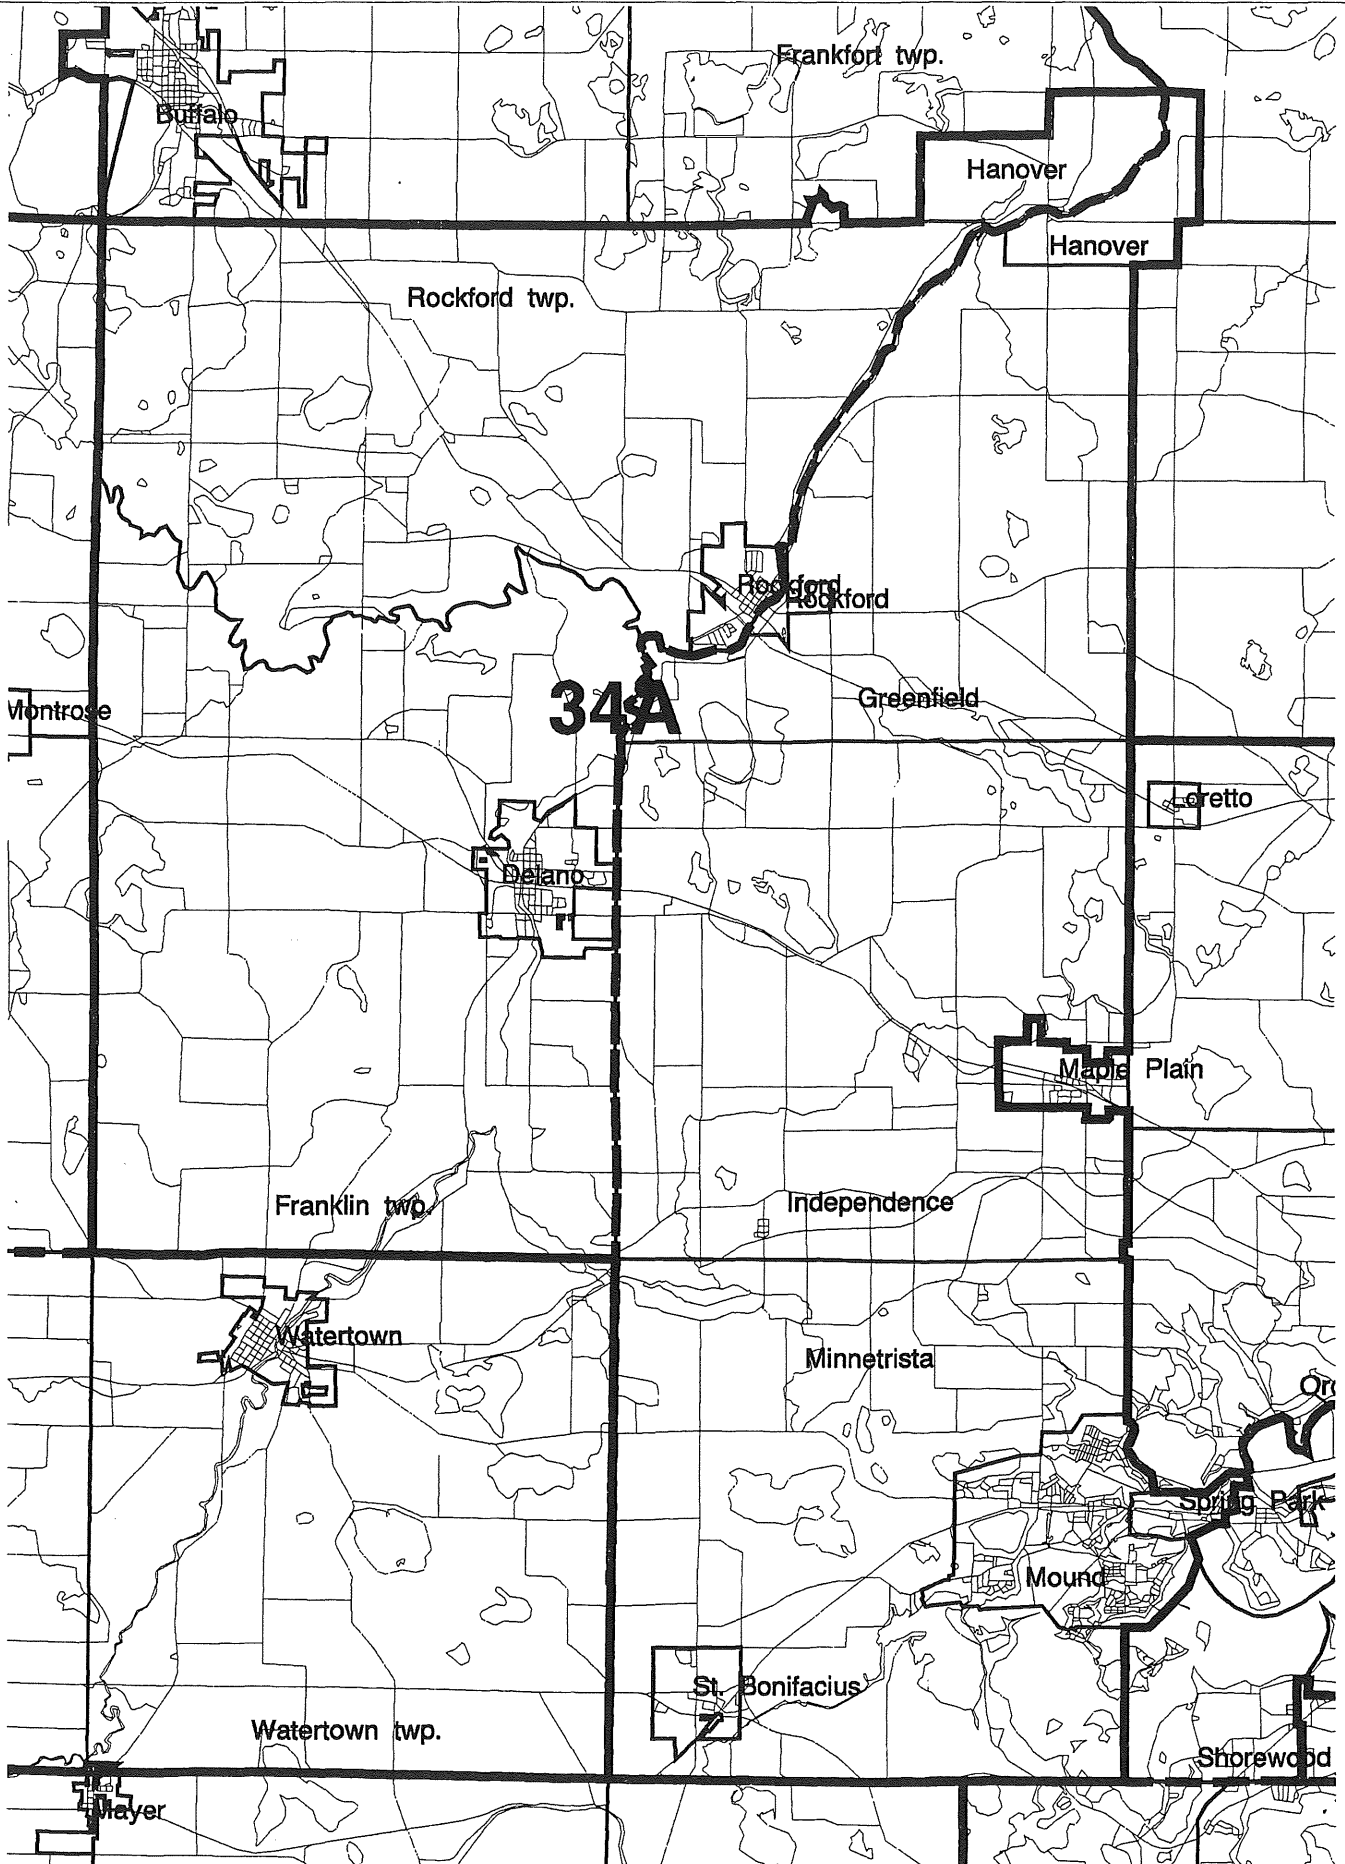 Frankfort twp.
Buffalo
Hanover
Hanover
Rockford twp.
Rockford
Rockford
34A
Greenfield
Montrose
Loretto
Delano
Maple Plain
Franklin twp.
Independence
Watertown
Minnetrista
Oro
Spring Park
Mound
St. Bonifacius
Watertown twp.
Shorewood
Mayer